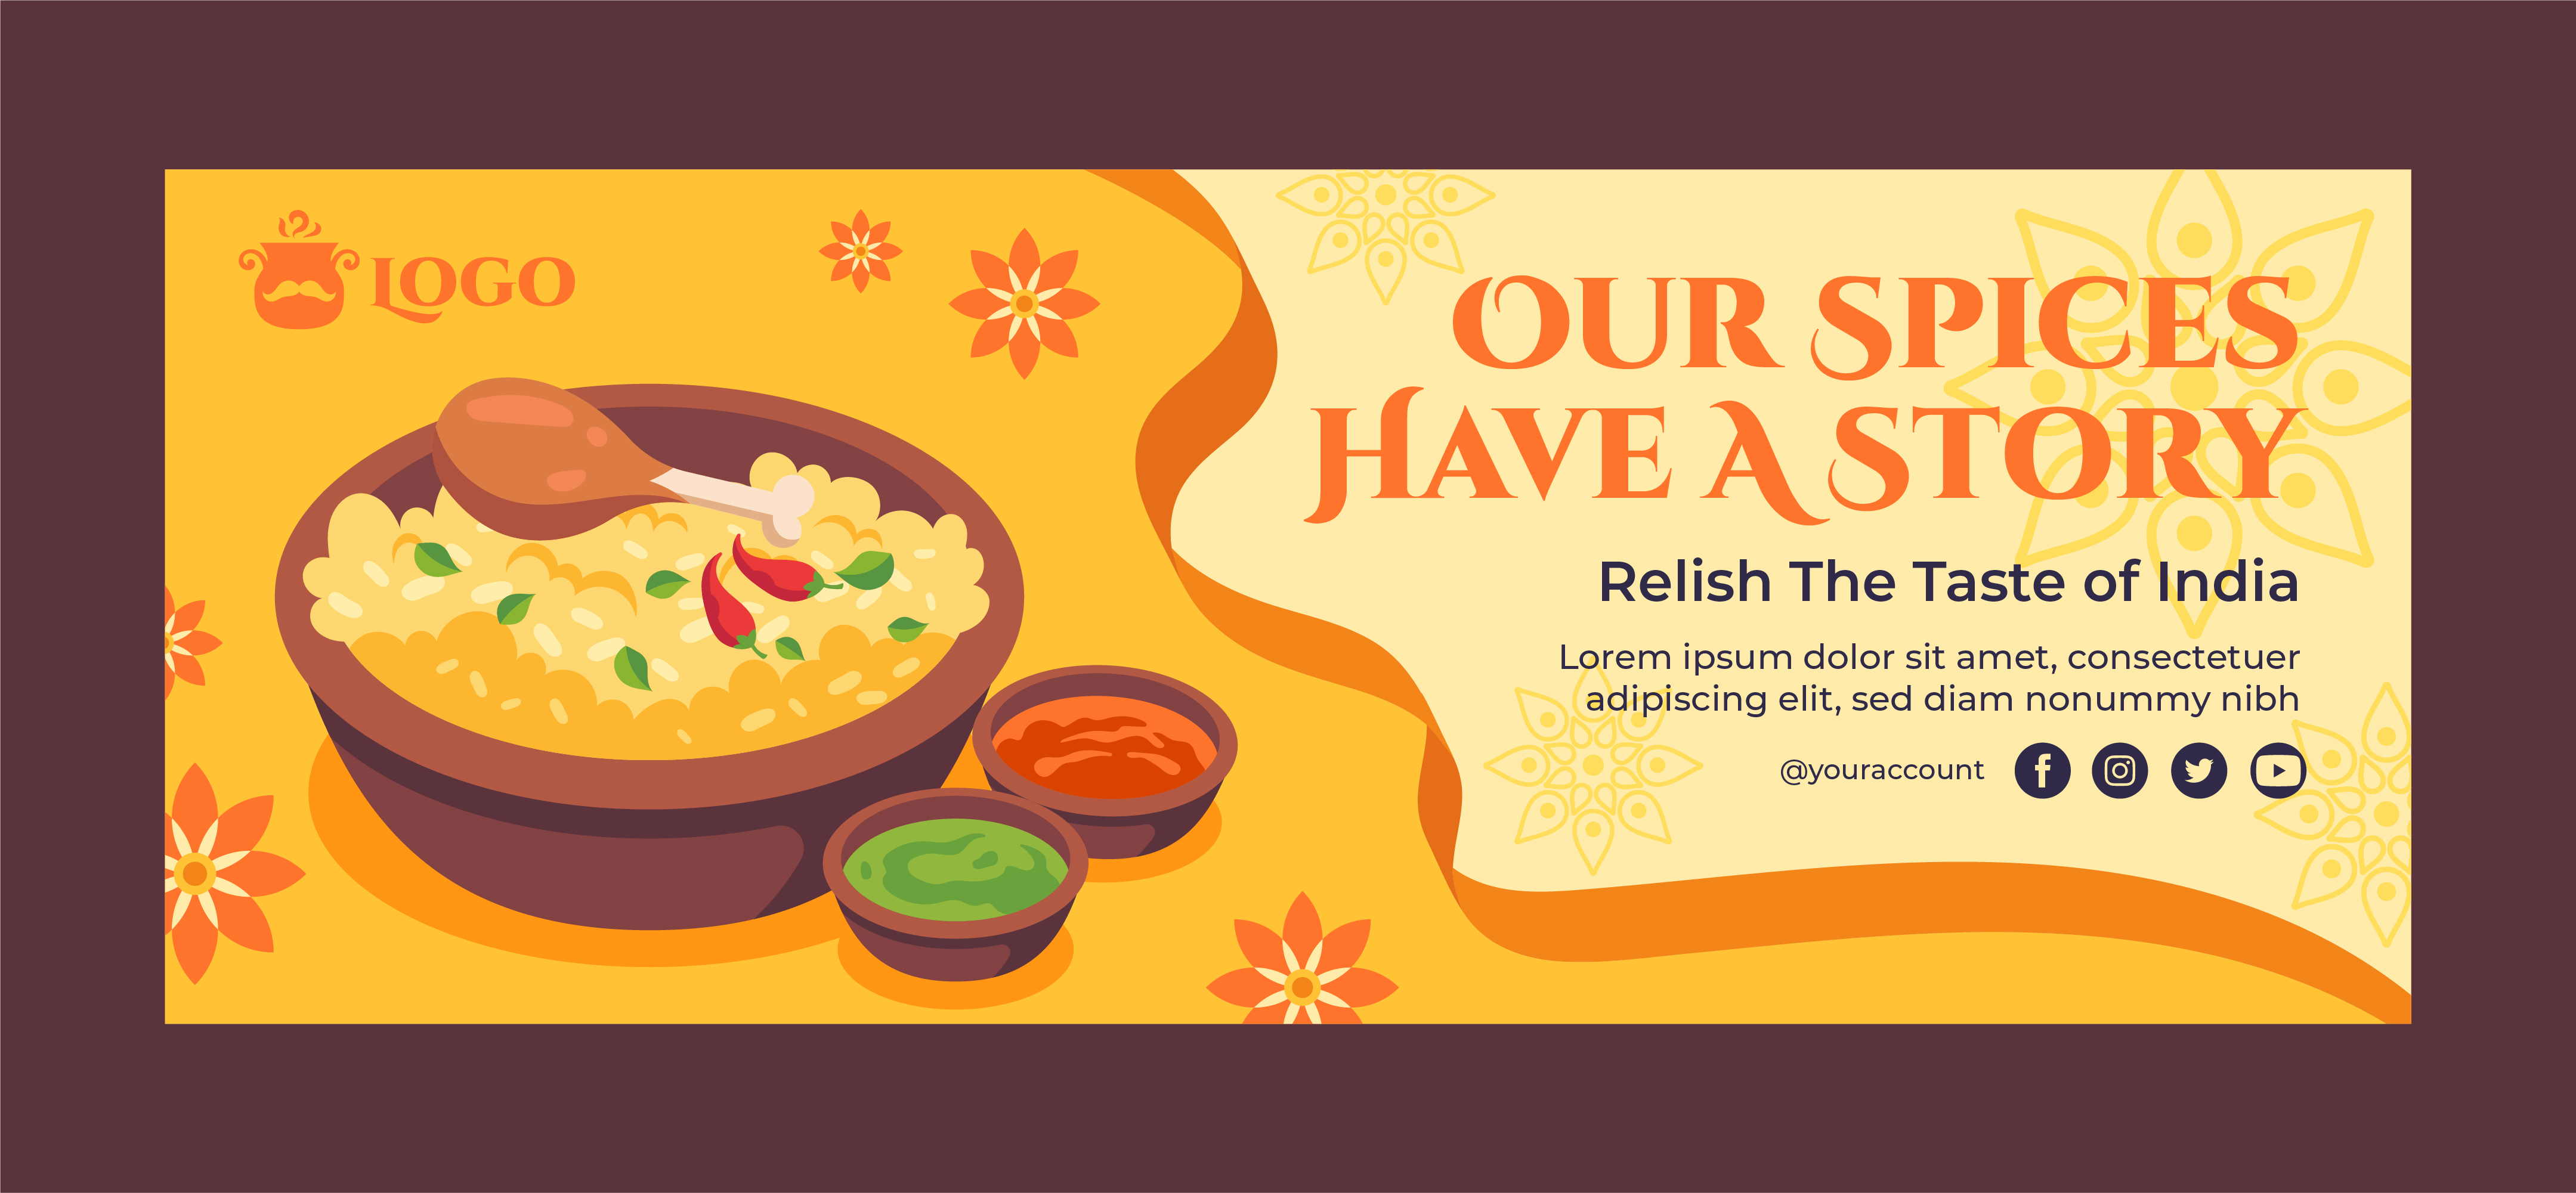 LOGO
OUR SPICES
HAVE A STORY
Relish The Taste of India
Lorem ipsum dolor sit amet, consectetuer
adipiscing elit, sed diam nonummy nibh
@youraccount